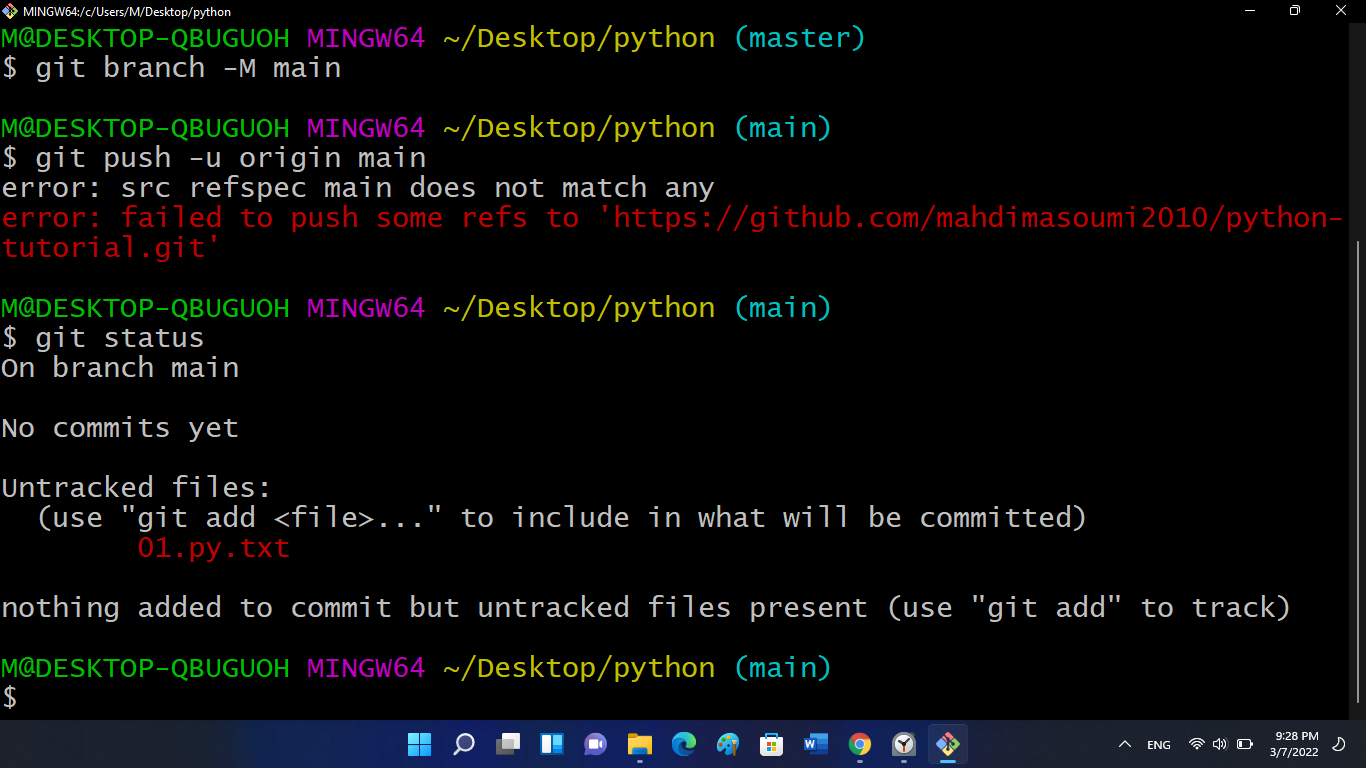 MINGW64:/c/Users/M/Desktop/python
M@DESKTOP-QBUGUOH MINGW64 ~/Desktop/python (master)
$ git branch -M main
M@DESKTOP-QBUGUOH MINGW64 ~/Desktop/python (main)
$ git push -u origin main
error: src refspec main does not match any
error: failed to push some refs to 'https://github.com/mahdimasoumi2010/python-
tutorial.git'
M@DESKTOP-QBUGUOH MINGW64 ~/Desktop/python (main)
$ git status
On branch main
No commits yet
Untracked files:
(use "git add <file>..." to include in what will be committed)
01.py.txt
nothing added to commit but untracked files present (use "git add" to track)
M@DESKTOP-QBUGUOH MINGW64 ~/Desktop/python (main)
$
W
ENG
9:28 PM
3/7/2022